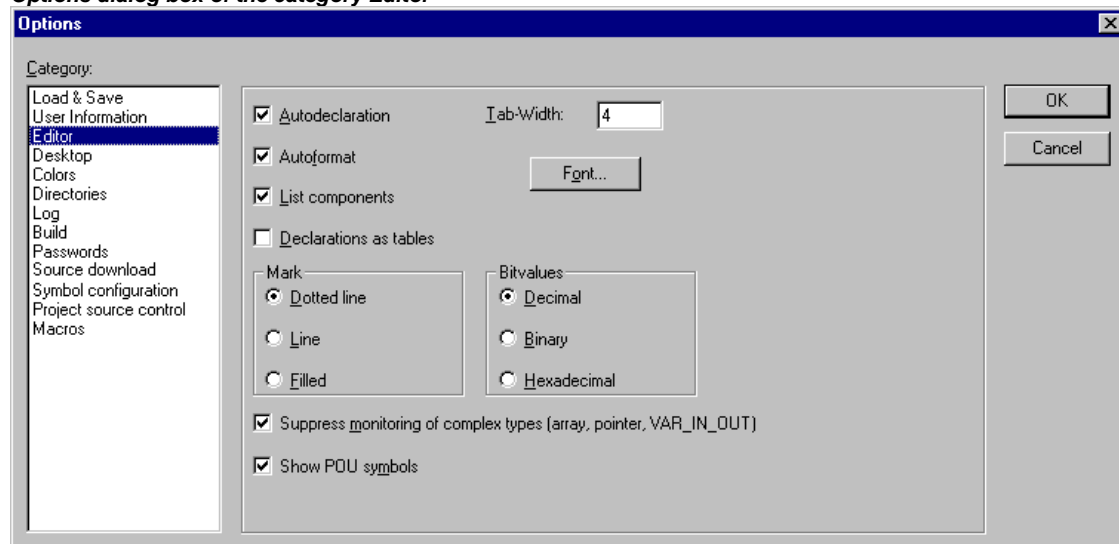 Options dialog box of the category Editor
Options
Category:
Load & Save
User Information
Editor
Desktop
Colors
Directories
Log
Build
Passwords
Source download
Symbol configuration
Project source control
Macros
Autodeclaration
Tab-Width: 4
Autoformat
Font...
List components
Declarations as tables
Mark
Dotted line
Line
Filled
Bitvalues
Decimal
Binary
Hexadecimal
Suppress monitoring of complex types (array, pointer, VAR_IN_OUT)
Show POU symbols
OK
Cancel